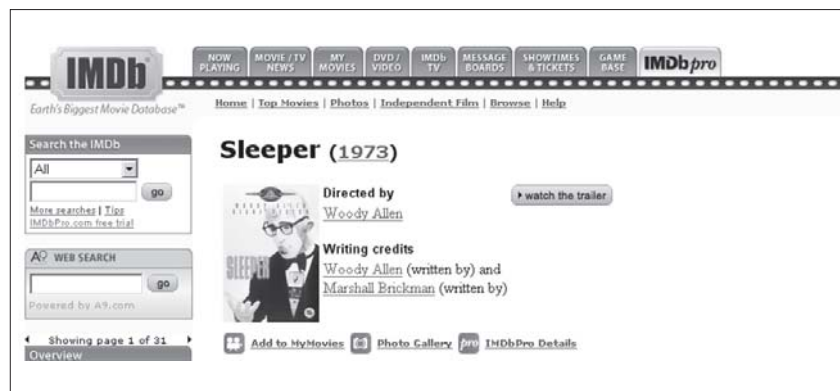 NOW PLAYING
MOVIE / TV NEWS
MY MOVIES
DVD / VIDEO
IMDb TV
MESSAGE BOARDS
SHOWTIMES & TICKETS
GAME BASE
IMDb pro
IMDb
Earth's Biggest Movie Database™
Home | Top Movies | Photos | Independent Film | Browse | Help
Search the IMDb
All
go
More searches | Tips
IMDbPro.com free trial
A9 WEB SEARCH
go
Powered by A9.com
Showing page 1 of 31
Overview
Sleeper (1973)
SLEEPER
Directed by
Woody Allen
watch the trailer
Writing credits
Woody Allen (written by) and
Marshall Brickman (written by)
Add to MyMovies
Photo Gallery
pro IMDbPro Details